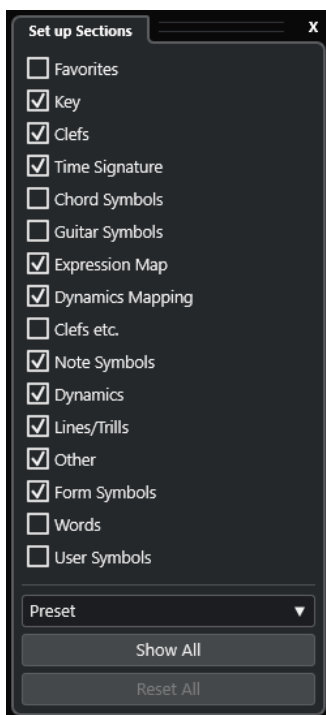 Set up Sections X
Favorites
Key
Clefs
Time Signature
Chord Symbols
Guitar Symbols
Expression Map
Dynamics Mapping
Clefs etc.
Note Symbols
Dynamics
Lines/Trills
Other
Form Symbols
Words
User Symbols
Preset
Show All
Reset All